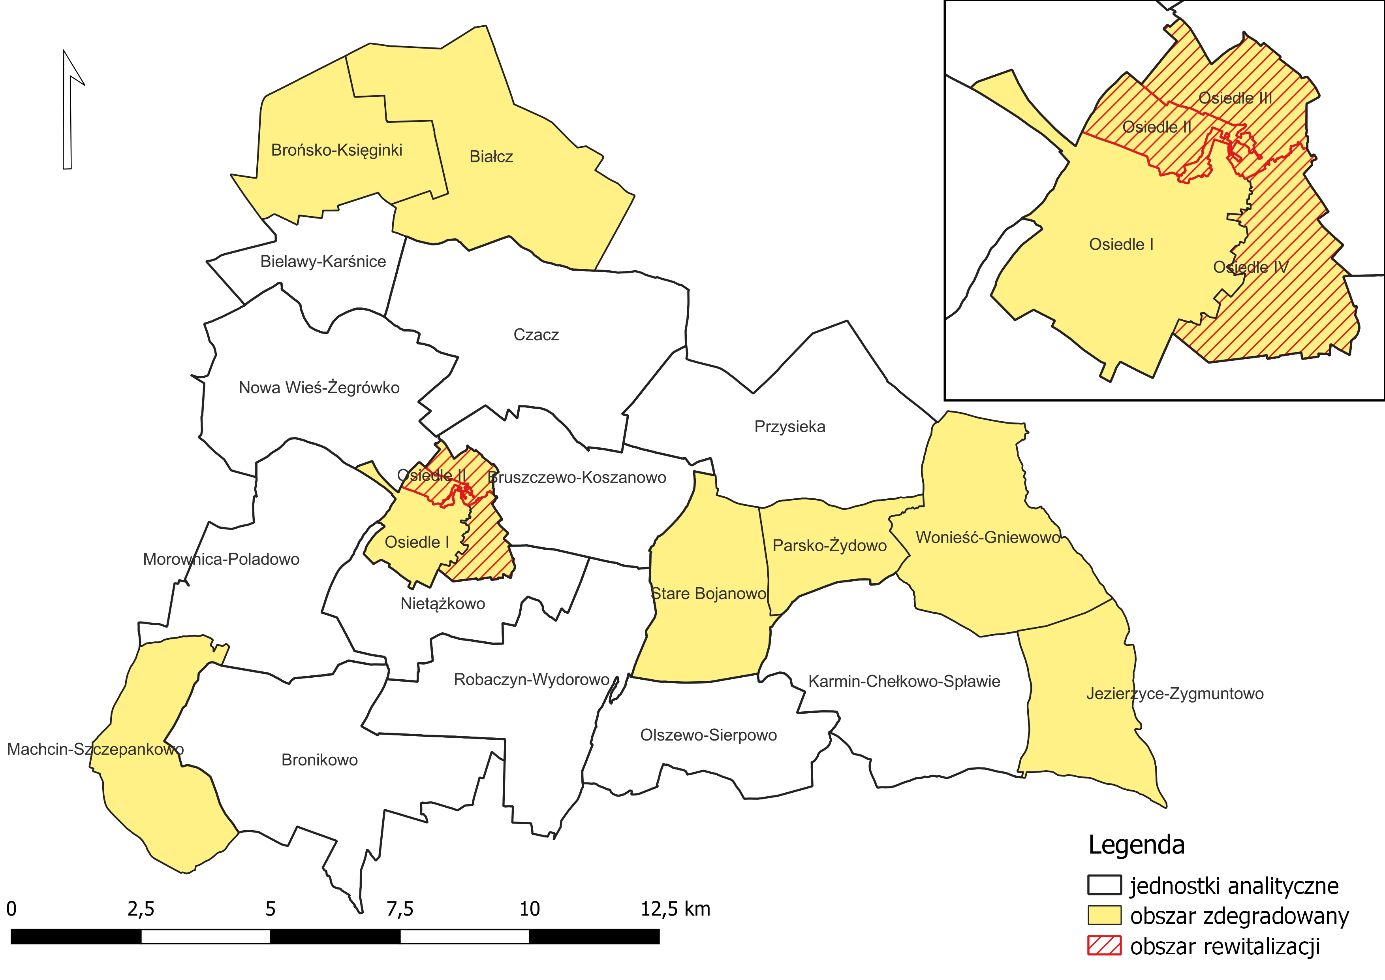 Osiedle III
Osiedle II
Osiedle I
Osiedle IV
Brońsko-Księginki
Białcz
Bielawy-Karśnice
Czacz
Nowa Wieś-Żegrówko
Przysieka
Osiedle II
Bruszczewo-Koszanowo
Osiedle I
Morownica-Poladowo
Parsko-Żydowo
Wonieść-Gniewowo
Nietążkowo
Stare Bojanowo
Robaczyn-Wydorowo
Karmin-Chełkowo-Spławie
Jezierzyce-Zygmuntowo
Machcin-Szczepankowo
Bronikowo
Olszewo-Sierpowo
Legenda
jednostki analityczne
obszar zdegradowany
obszar rewitalizacji
0 2,5 5 7,5 10 12,5 km